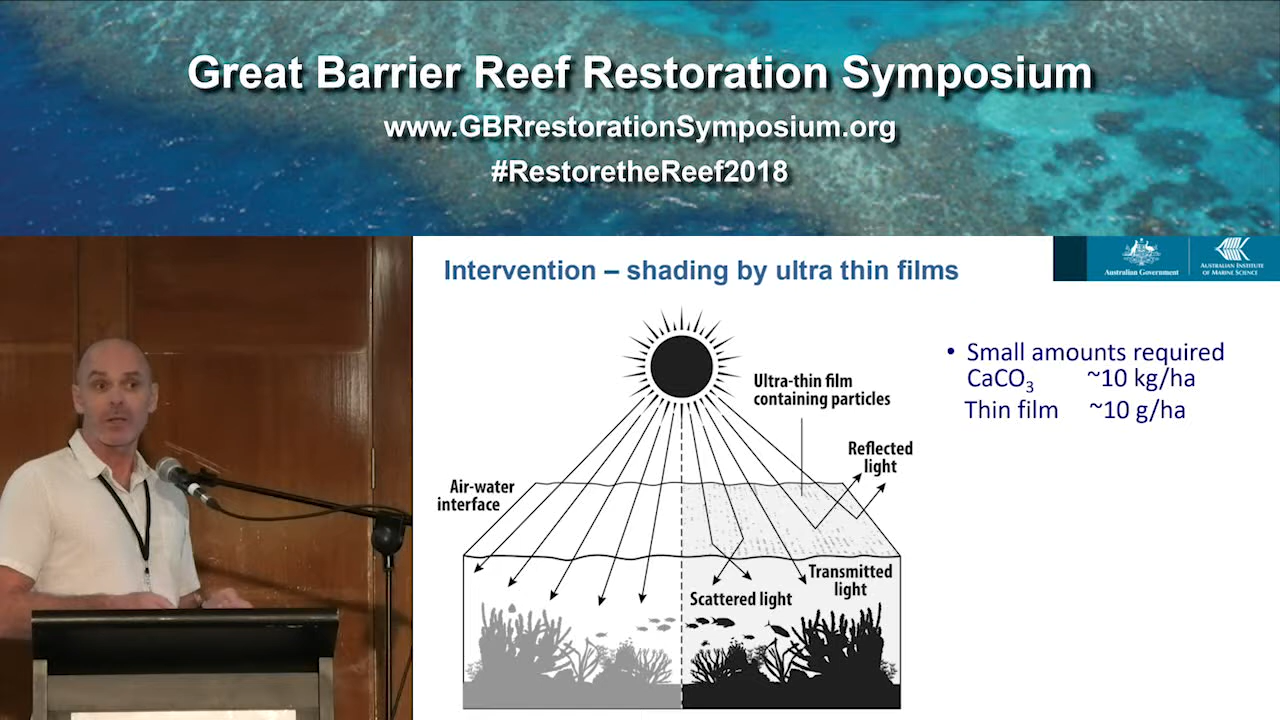 Great Barrier Reef Restoration Symposium
www.GBRrestorationSymposium.org
#RestoretheReef2018
Intervention – shading by ultra thin films
Australian Government
AUSTRALIAN INSTITUTE
OF MARINE SCIENCE
• Small amounts required
CaCO₃ ~10 kg/ha
Thin film ~10 g/ha
Ultra-thin film
containing particles
Reflected
light
Air-water
interface
Transmitted
light
Scattered light